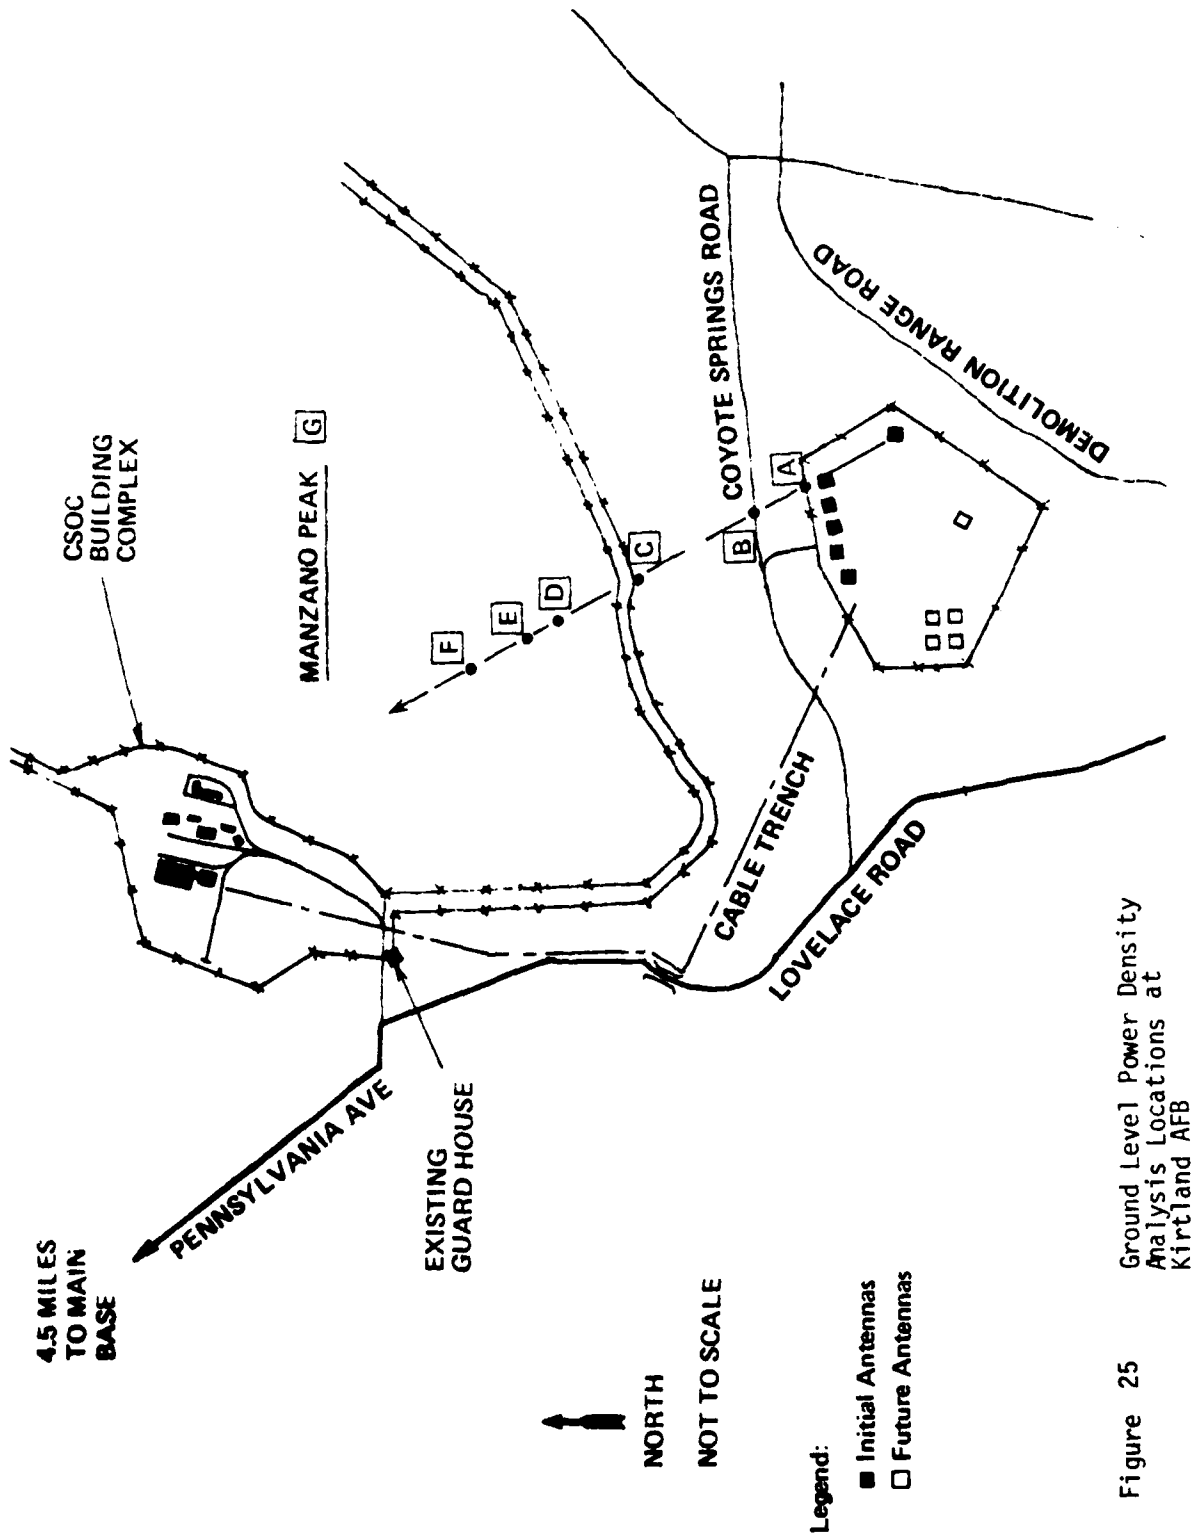 4.5 MILES
TO MAIN
BASE
PENNSYLVANIA AVE
EXISTING
GUARD HOUSE
CSOC
BUILDING
COMPLEX
MANZANO PEAK
G
F
E
D
C
B
A
COYOTE SPRINGS ROAD
DEMOLITION RANGE ROAD
CABLE TRENCH
LOVELACE ROAD
NORTH
NOT TO SCALE
Legend:
Initial Antennas
Future Antennas
Figure 25
Ground Level Power Density
Analysis Locations at
Kirtland AFB